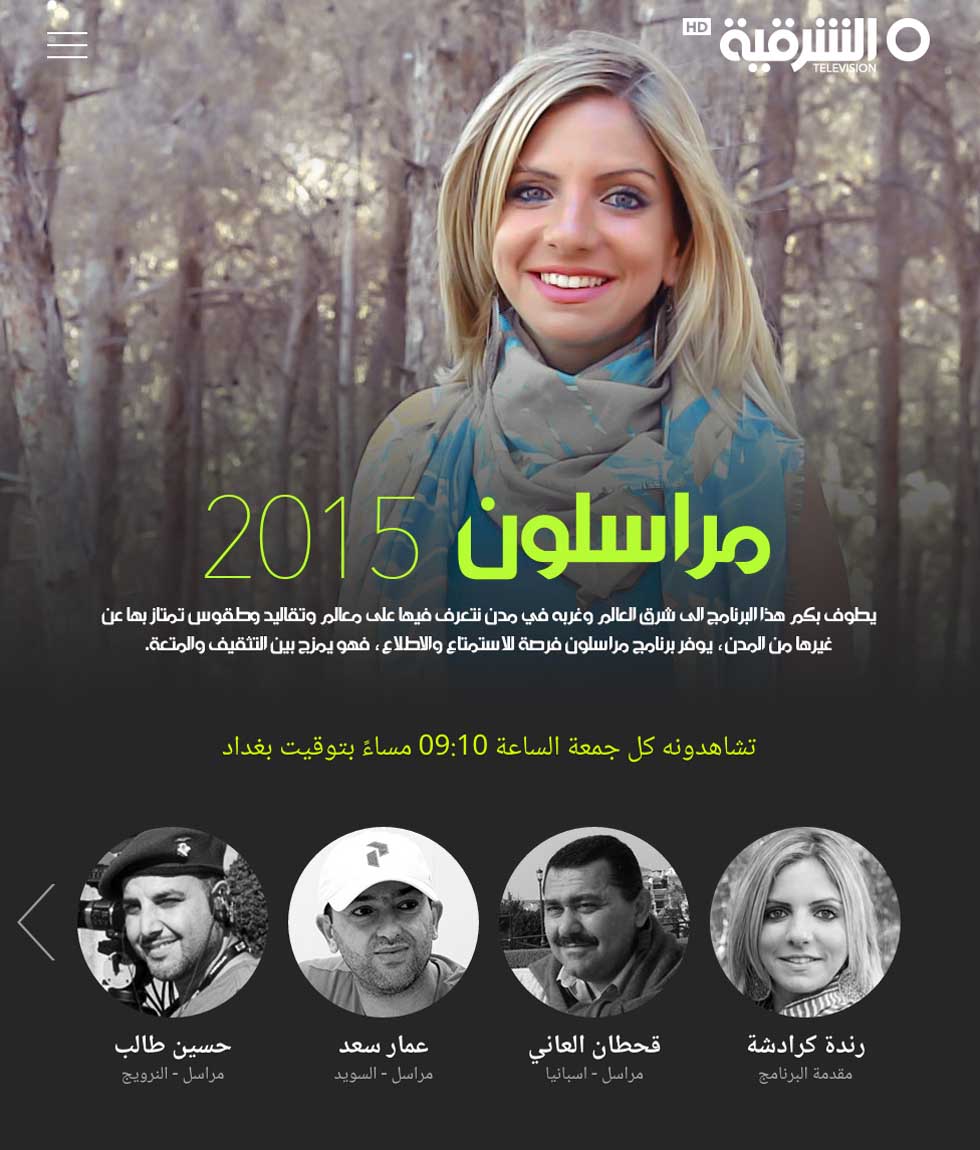 HD
الشرقية
TELEVISION
مراسلون 2015
يطوف بكم هذا البرنامج الى شرق العالم وغربه في مدن نتعرف فيها على معالم وتقاليد وطقوس تمتاز بها عن
غيرها من المدن، يوفر برنامج مراسلون فرصة للاستمتاع والاطلاع، فهو يمزج بين التثقيف والمتعة.
تشاهدونه كل جمعة الساعة 09:10 مساءً بتوقيت بغداد
رندة كرادشة
مقدمة البرنامج
قحطان العاني
مراسل - اسبانيا
عمار سعد
مراسل - السويد
حسين طالب
مراسل - النرويج